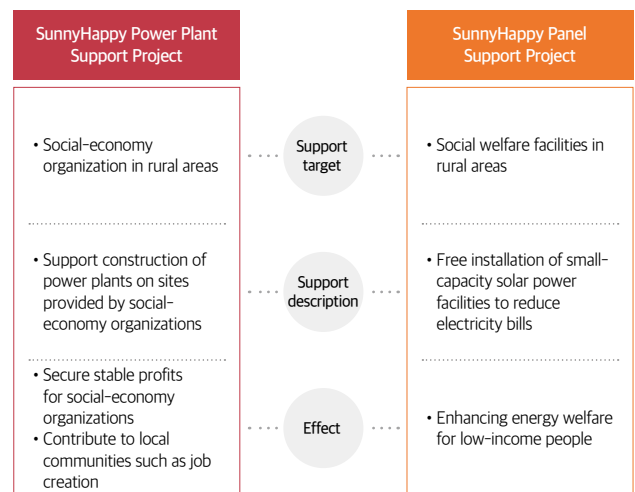 SunnyHappy Power Plant
Support Project
SunnyHappy Panel
Support Project
• Social-economy
organization in rural areas
Support
target
• Social welfare facilities in
rural areas
• Support construction of
power plants on sites
provided by social-
economy organizations
Support
description
• Free installation of small-
capacity solar power
facilities to reduce
electricity bills
• Secure stable profits
for social-economy
organizations
• Contribute to local
communities such as job
creation
Effect
• Enhancing energy welfare
for low-income people